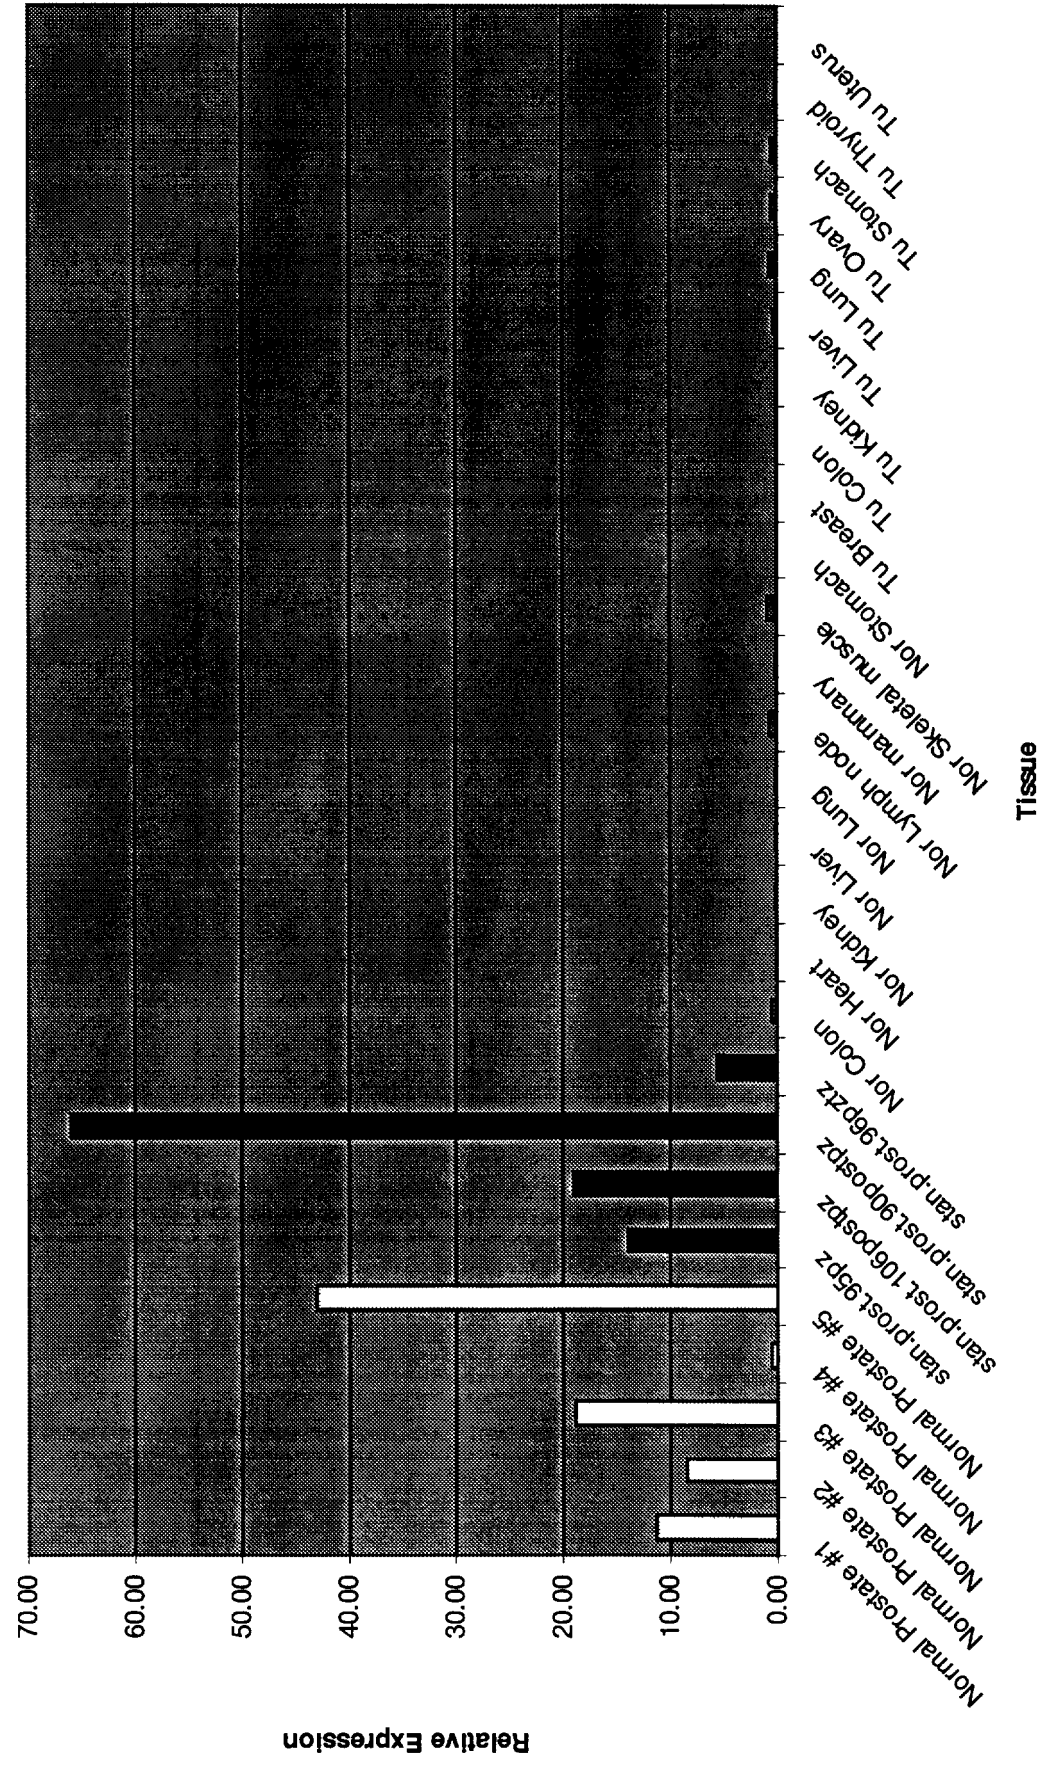 Relative Expression
70.00
60.00
50.00
40.00
30.00
20.00
10.00
0.00
Normal Prostate #1
Normal Prostate #2
Normal Prostate #3
Normal Prostate #4
Normal Prostate #5
stan.prost.95pz
stan.prost.106postpz
stan.prost.90postpz
stan.prost.96pztz
Nor Colon
Nor Heart
Nor Kidney
Nor Liver
Nor Lung
Nor Lymph node
Nor mammary
Nor Skeletal muscle
Nor Stomach
Tu Breast
Tu Colon
Tu Kidney
Tu Liver
Tu Lung
Tu Ovary
Tu Stomach
Tu Thyroid
Tu Uterus
Tissue